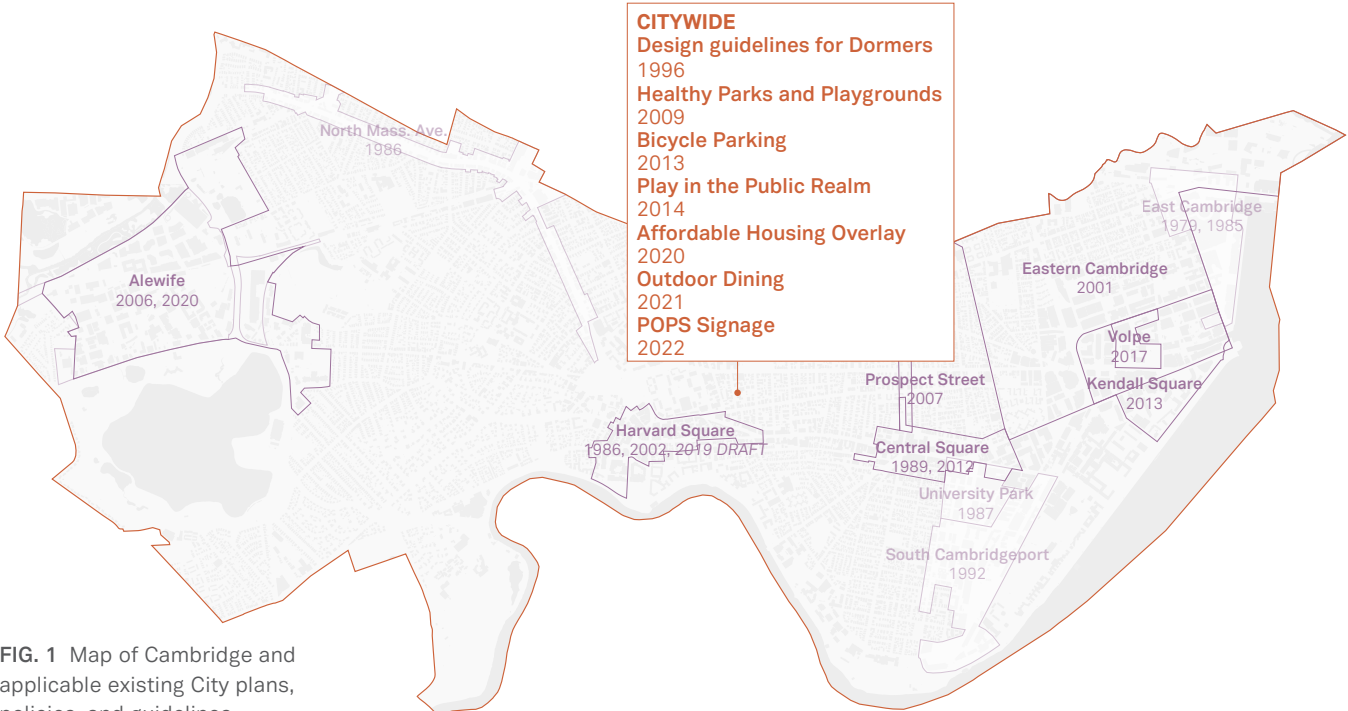 CITYWIDE
Design guidelines for Dormers
1996
Healthy Parks and Playgrounds
2009
Bicycle Parking
2013
Play in the Public Realm
2014
Affordable Housing Overlay
2020
Outdoor Dining
2021
POPS Signage
2022
North Mass. Ave.
1986
East Cambridge
1979, 1985
Alewife
2006, 2020
Eastern Cambridge
2001
Volpe
2017
Prospect Street
2007
Kendall Square
2013
Harvard Square
1986, 2002, 2019 DRAFT
Central Square
1989, 2012
University Park
1987
South Cambridgeport
1992
FIG. 1 Map of Cambridge and
applicable existing City plans,
policies, and guidelines